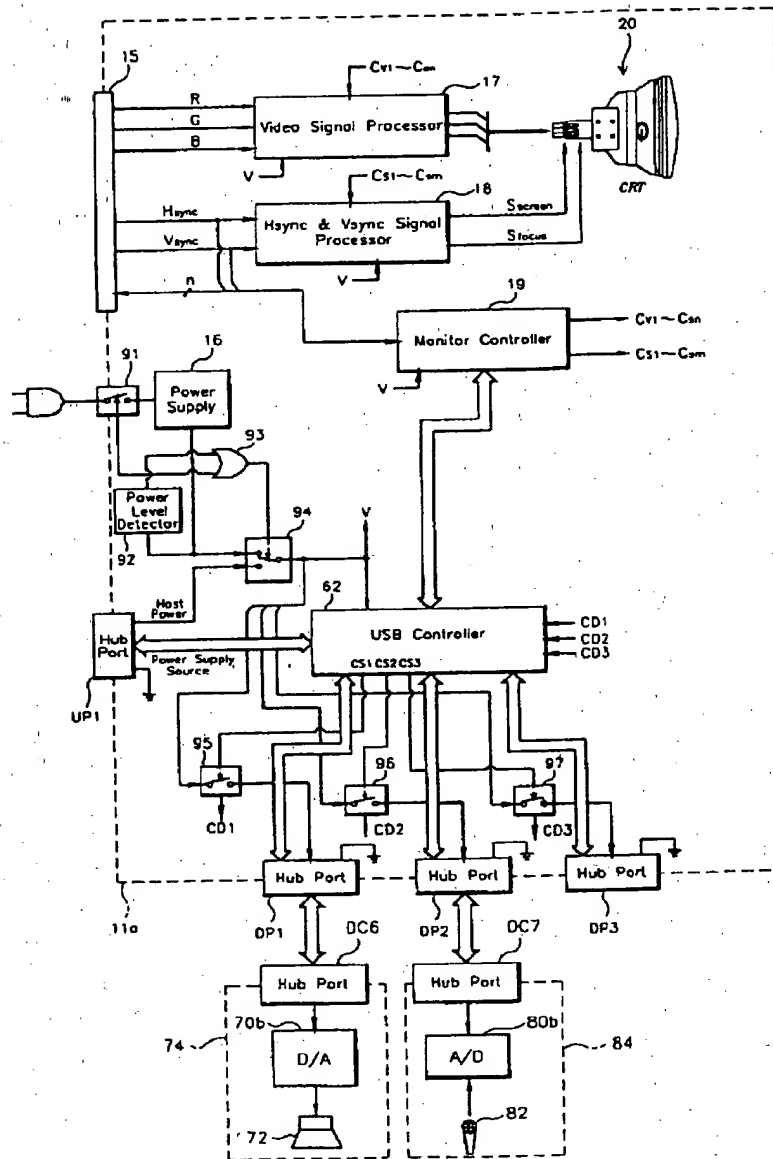 20
15
Cv1~Csn
17
R
G
B
Video Signal Processor
V
CRT
Cs1~Csm
18
Hsync
Vsync
Hsync & Vsync Signal
Processor
Sscreen
Sfocus
V
n
19
Monitor Controller
Cv1~Csn
Cs1~Csm
V
91
16
Power
Supply
93
Power
Level
Detector
92
94
V
62
Host
Power
Hub
Port
USB Controller
CD1
CD2
CD3
Power Supply
Source
CS1 CS2 CS3
UP1
95
96
97
CD1
CD2
CD3
Hub Port
Hub Port
Hub Port
11a
DP1
DP2
DP3
DC6
DC7
Hub Port
Hub Port
70b
80b
74
D/A
A/D
84
72
82